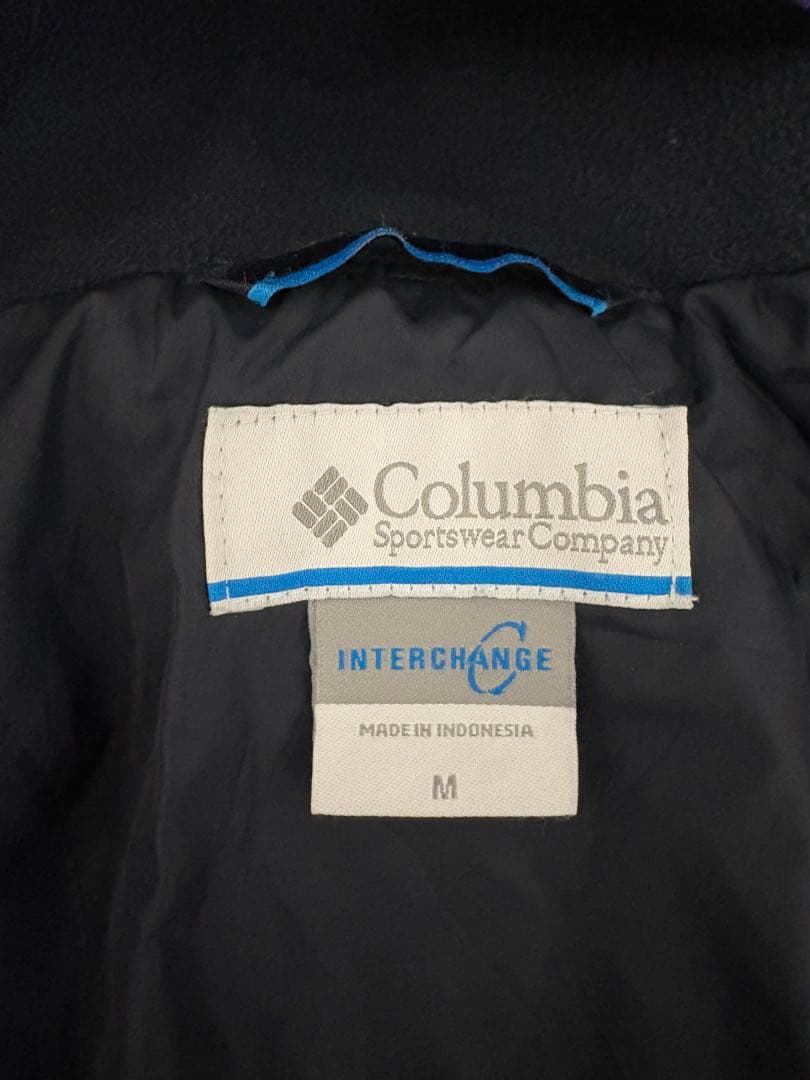 Columbia
Sportswear Company
INTERCHANGE
MADE IN INDONESIA
M